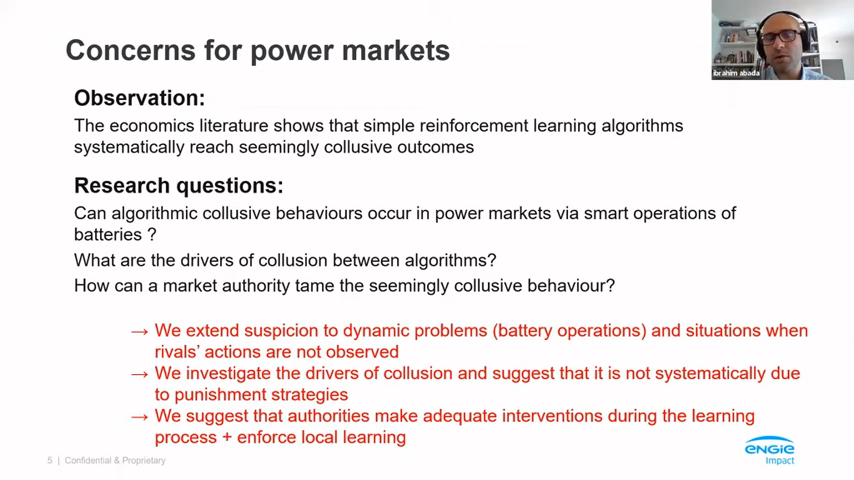 Concerns for power markets
ibrahim abada
Observation:
The economics literature shows that simple reinforcement learning algorithms
systematically reach seemingly collusive outcomes
Research questions:
Can algorithmic collusive behaviours occur in power markets via smart operations of
batteries ?
What are the drivers of collusion between algorithms?
How can a market authority tame the seemingly collusive behaviour?
→ We extend suspicion to dynamic problems (battery operations) and situations when
rivals' actions are not observed
→ We investigate the drivers of collusion and suggest that it is not systematically due
to punishment strategies
→ We suggest that authorities make adequate interventions during the learning
process + enforce local learning
5 | Confidential & Proprietary
ENGIE
Impact